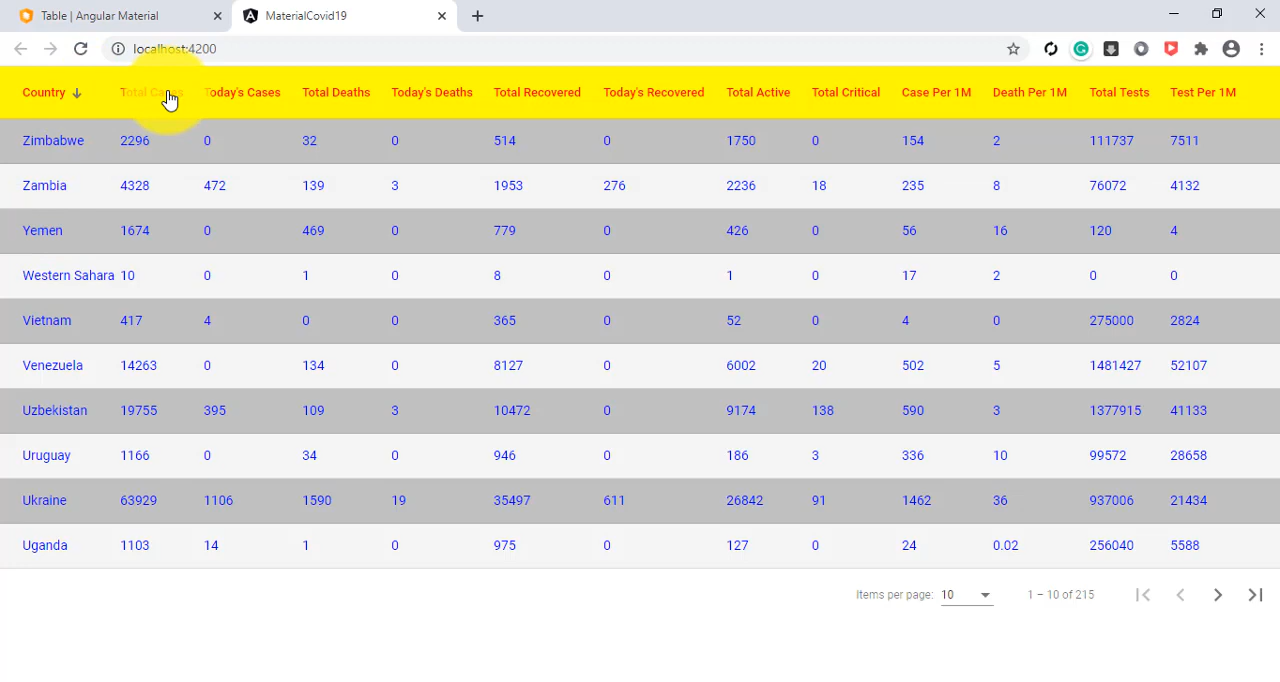 Table | Angular Material MaterialCovid19
localhost:4200
Country Total Cases Today's Cases Total Deaths Today's Deaths Total Recovered Today's Recovered Total Active Total Critical Case Per 1M Death Per 1M Total Tests Test Per 1M
Zimbabwe 2296 0 32 0 514 0 1750 0 154 2 111737 7511
Zambia 4328 472 139 3 1953 276 2236 18 235 8 76072 4132
Yemen 1674 0 469 0 779 0 426 0 56 16 120 4
Western Sahara 10 0 1 0 8 0 1 0 17 2 0 0
Vietnam 417 4 0 0 365 0 52 0 4 0 275000 2824
Venezuela 14263 0 134 0 8127 0 6002 20 502 5 1481427 52107
Uzbekistan 19755 395 109 3 10472 0 9174 138 590 3 1377915 41133
Uruguay 1166 0 34 0 946 0 186 3 336 10 99572 28658
Ukraine 63929 1106 1590 19 35497 611 26842 91 1462 36 937006 21434
Uganda 1103 14 1 0 975 0 127 0 24 0.02 256040 5588
Items per page: 10 1 – 10 of 215